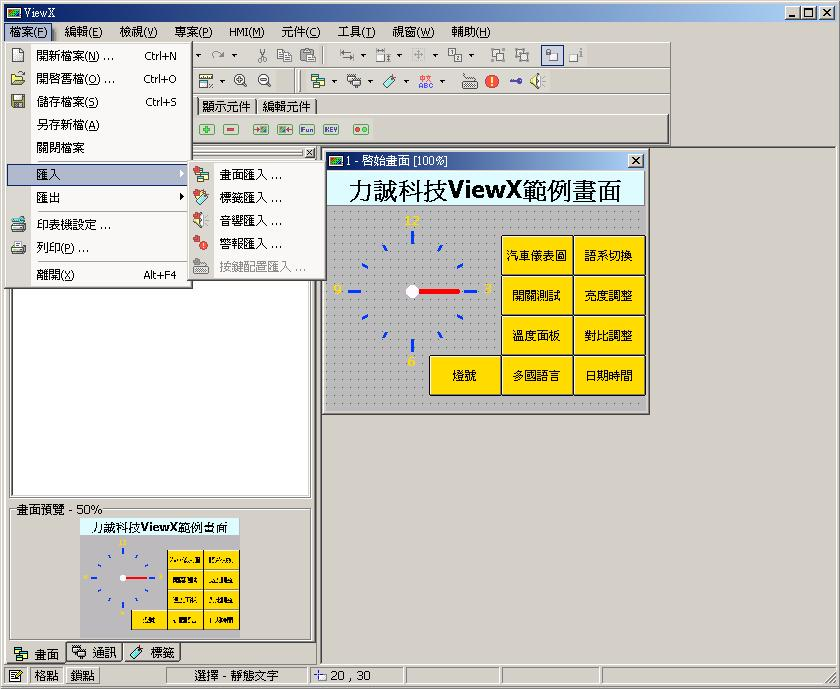 ViewX
檔案(F) 編輯(E) 檢視(V) 專案(P) HMI(M) 元件(C) 工具(T) 視窗(W) 輔助(H)
開新檔案(N) ... Ctrl+N
開啓舊檔(O) ... Ctrl+O
儲存檔案(S) Ctrl+S
另存新檔(A)
關閉檔案
匯入
匯出
印表機設定 ...
列印(P) ...
離開(X) Alt+F4
畫面匯入 ...
標籤匯入 ...
音響匯入 ...
警報匯入 ...
按鍵配置匯入 ...
中文
ABC
顯示元件 編輯元件
Fun KEY
1 - 啓始畫面 [100%]
力誠科技ViewX範例畫面
12
9
3
6
汽車儀表圖 語系切換
開關測試 亮度調整
溫度面板 對比調整
燈號 多國語言 日期時間
畫面預覽 - 50%
力誠科技ViewX範例畫面
畫面 通訊 標籤
格點 鎖點 選擇 - 靜態文字 20 , 30